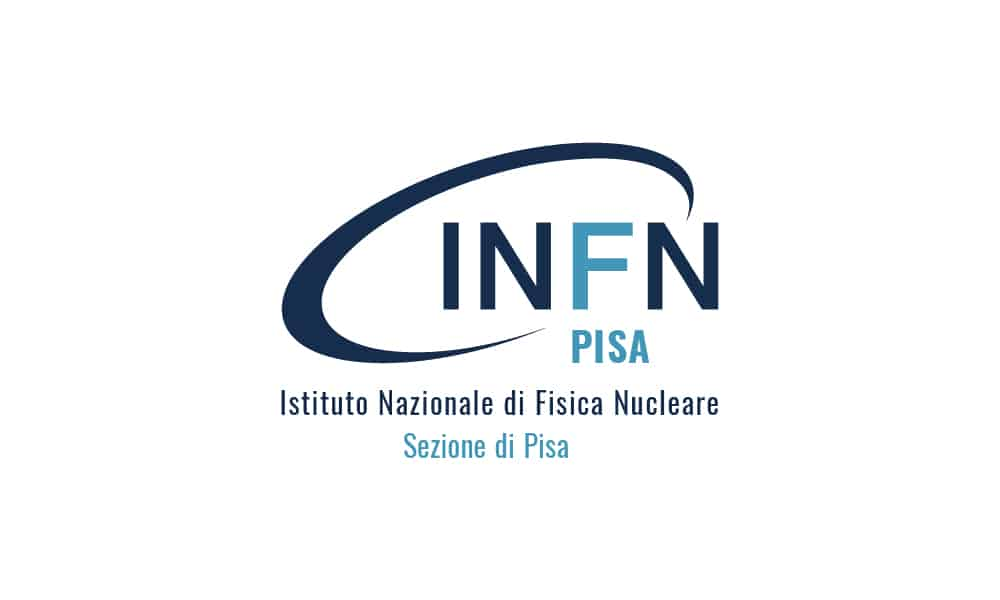 INFN
PISA
Istituto Nazionale di Fisica Nucleare
Sezione di Pisa